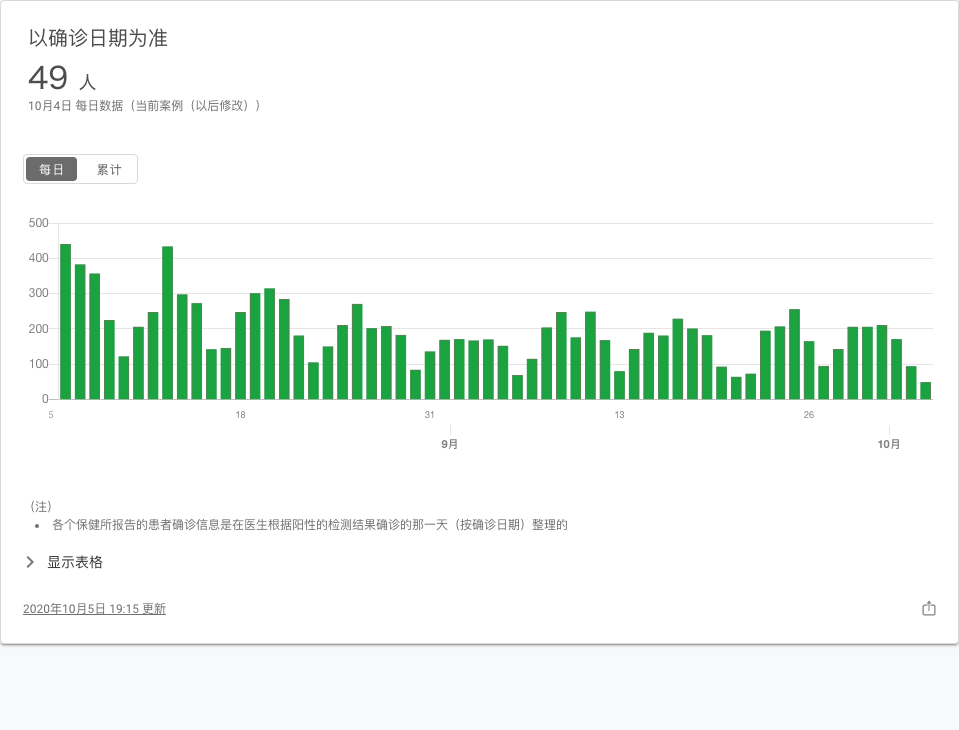 以确诊日期为准
49 人
10月4日 每日数据（当前案例（以后修改））
每日 累计
500
400
300
200
100
0
5 18 31 13 26
9月 10月
（注）
• 各个保健所报告的患者确诊信息是在医生根据阳性的检测结果确诊的那一天（按确诊日期）整理的
显示表格
2020年10月5日 19:15 更新